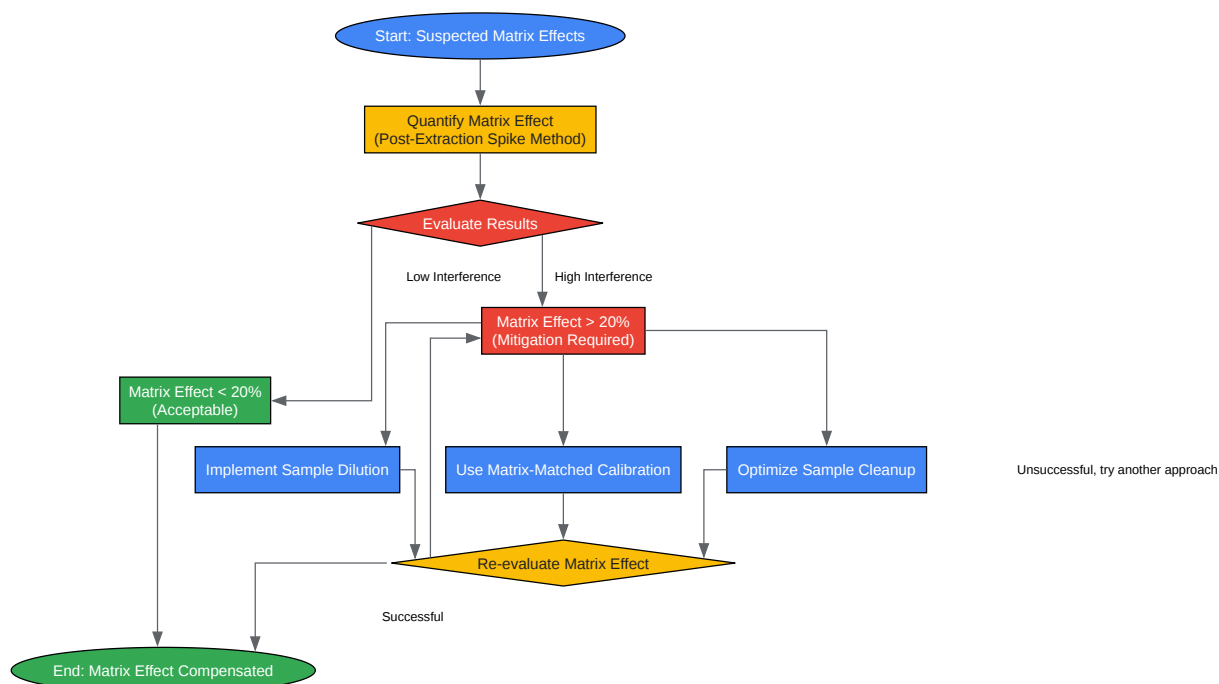 Start: Suspected Matrix Effects
Quantify Matrix Effect
(Post-Extraction Spike Method)
Evaluate Results
Low Interference
High Interference
Matrix Effect > 20%
(Mitigation Required)
Matrix Effect < 20%
(Acceptable)
Implement Sample Dilution
Use Matrix-Matched Calibration
Optimize Sample Cleanup
Unsuccessful, try another approach
Re-evaluate Matrix Effect
Successful
End: Matrix Effect Compensated